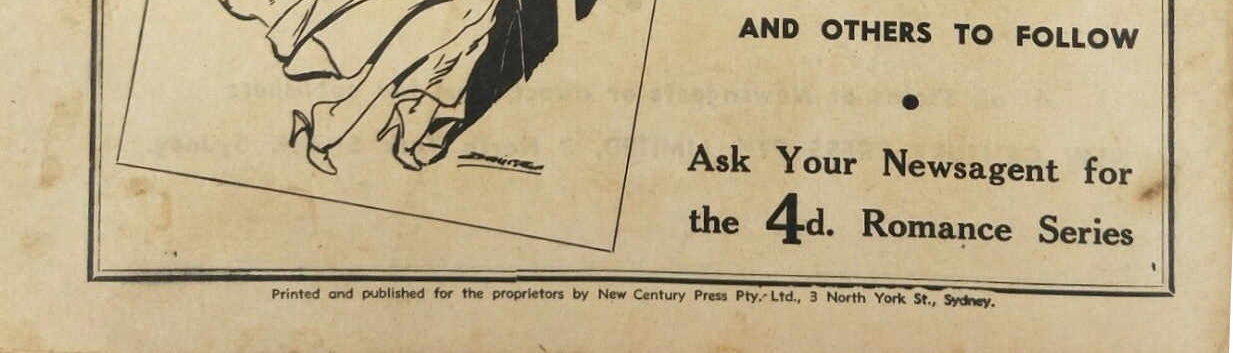 AND OTHERS TO FOLLOW
Ask Your Newsagent for
the 4d. Romance Series
Printed and published for the proprietors by New Century Press Pty. Ltd., 3 North York St., Sydney.